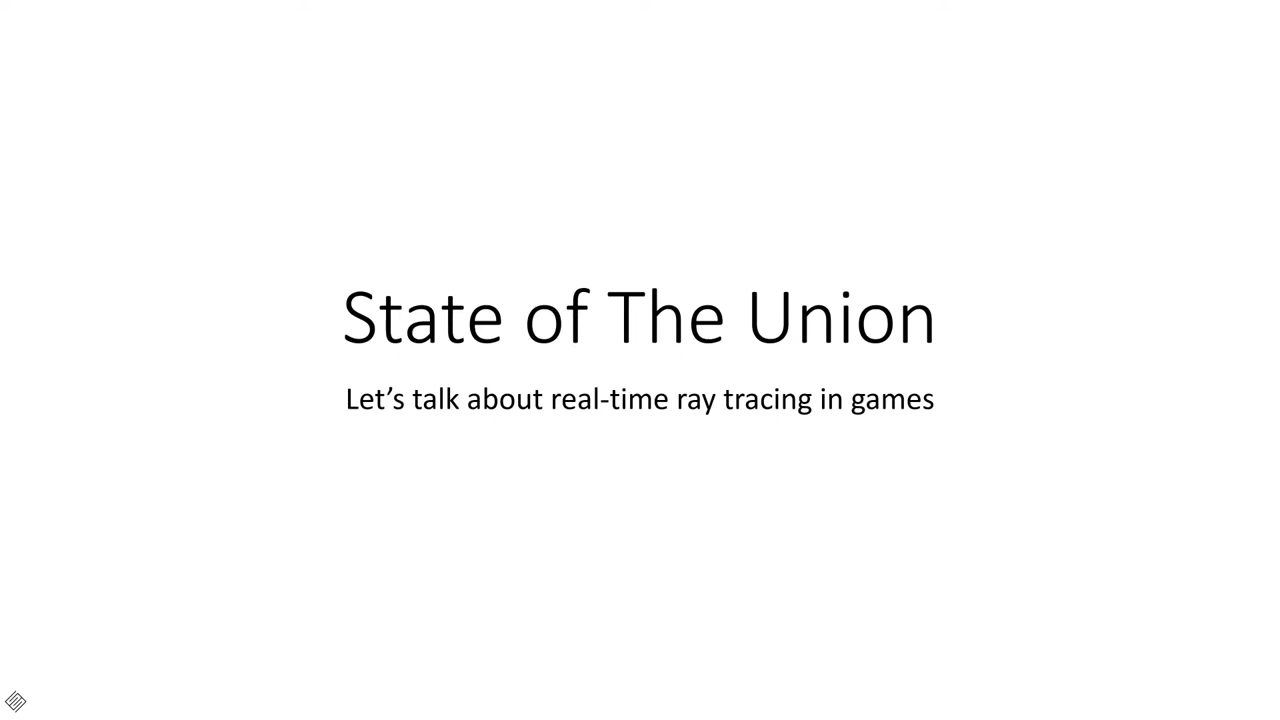 State of The Union
Let’s talk about real-time ray tracing in games